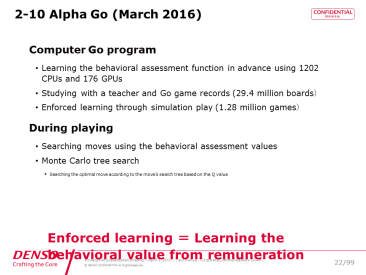 2-10 Alpha Go (March 2016)
CONFIDENTIAL
Computer Go program
• Learning the behavioral assessment function in advance using 1202
CPUs and 176 GPUs
• Studying with a teacher and Go game records (29.4 million boards）
• Enforced learning through simulation play (1.28 million games）
During playing
• Searching moves using the behavioral assessment values
• Monte Carlo tree search
• Searching the optimal move according to the move's search tree based on the Q value
Enforced learning ＝ Learning the
behavioral value from remuneration
DENSO
Crafting the Core
22/99